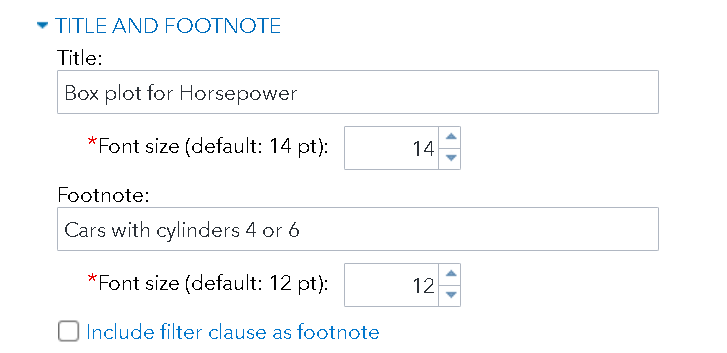 TITLE AND FOOTNOTE
Title:
Box plot for Horsepower
*Font size (default: 14 pt): 14
Footnote:
Cars with cylinders 4 or 6
*Font size (default: 12 pt): 12
Include filter clause as footnote